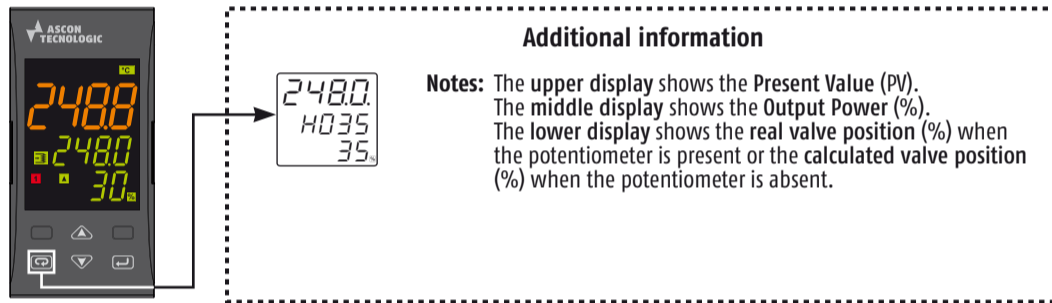 ASCON
TECNOLOGIC
°C
248.8
248.0
1
30%
Additional information
248.0.
H035
35%
Notes: The upper display shows the Present Value (PV).
The middle display shows the Output Power (%).
The lower display shows the real valve position (%) when
the potentiometer is present or the calculated valve position
(%) when the potentiometer is absent.